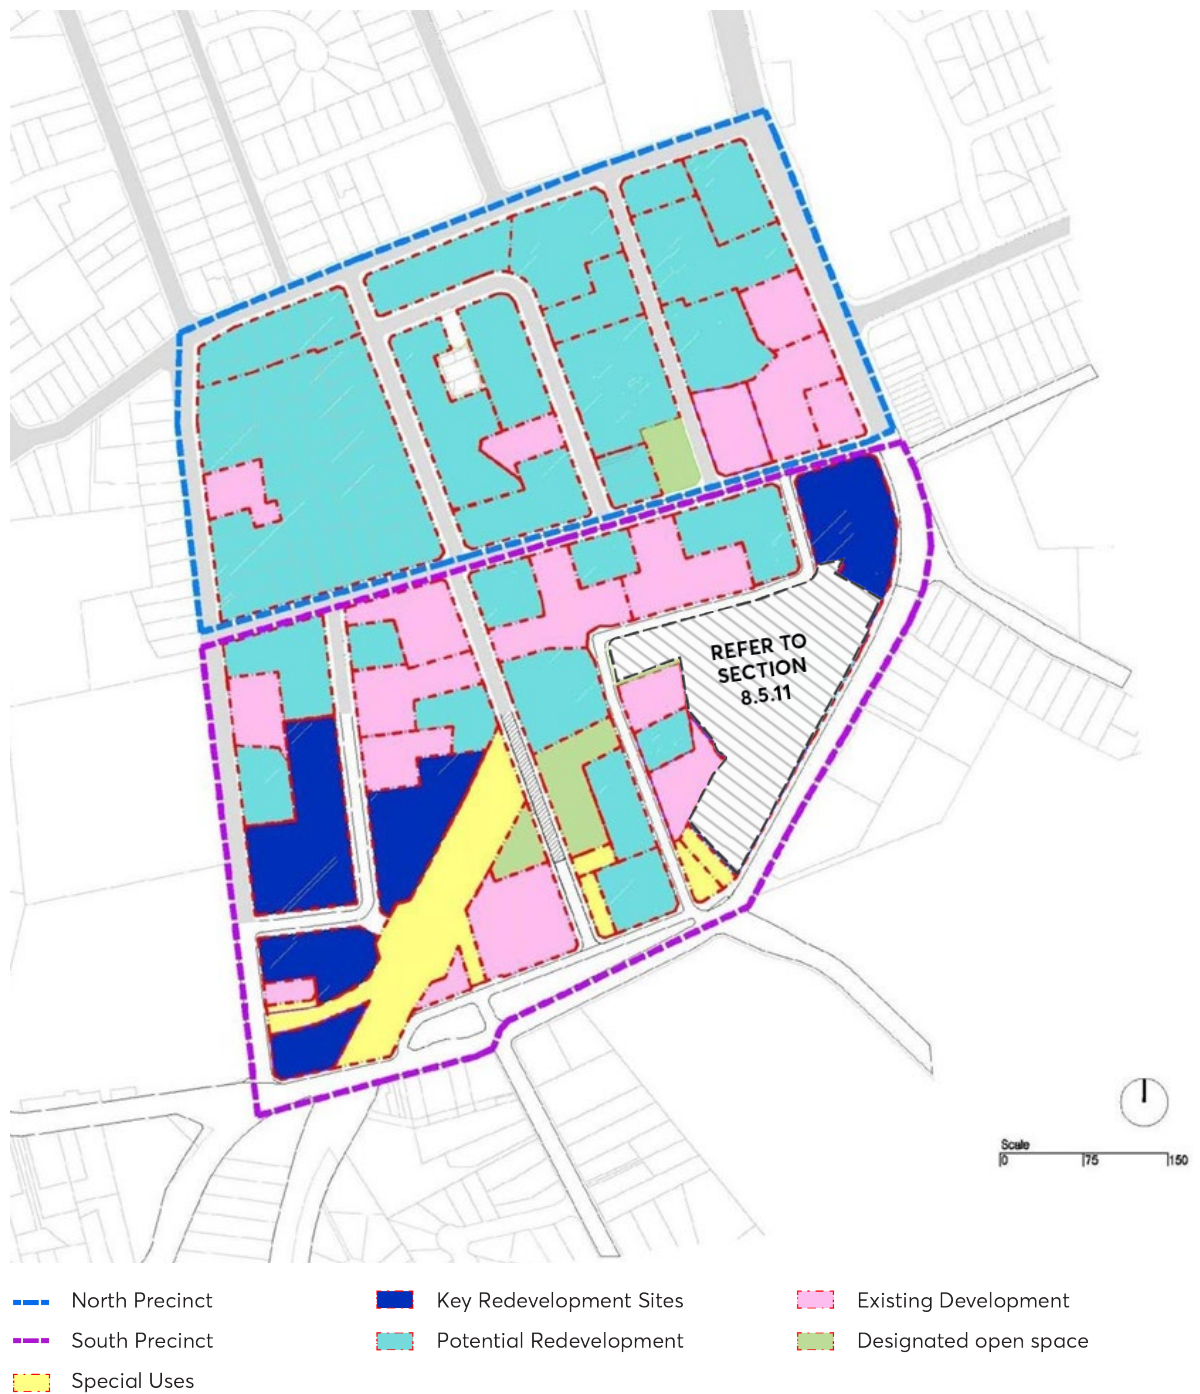 REFER TO
SECTION
8.5.11
Scale
0 75 150
North Precinct
Key Redevelopment Sites
Existing Development
South Precinct
Potential Redevelopment
Designated open space
Special Uses